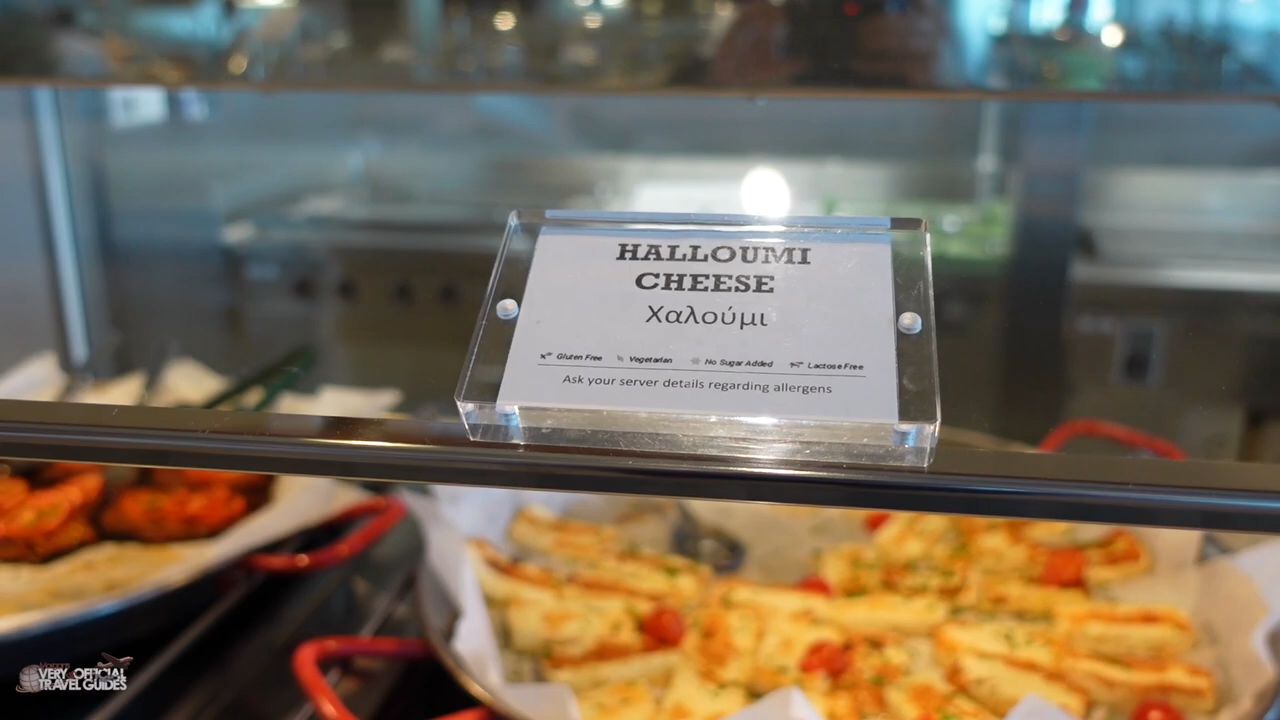 HALLOUMI
CHEESE
Χαλούμι
Gluten Free Vegetarian No Sugar Added Lactose Free
Ask your server details regarding allergens
VERY OFFICIAL
TRAVEL GUIDES